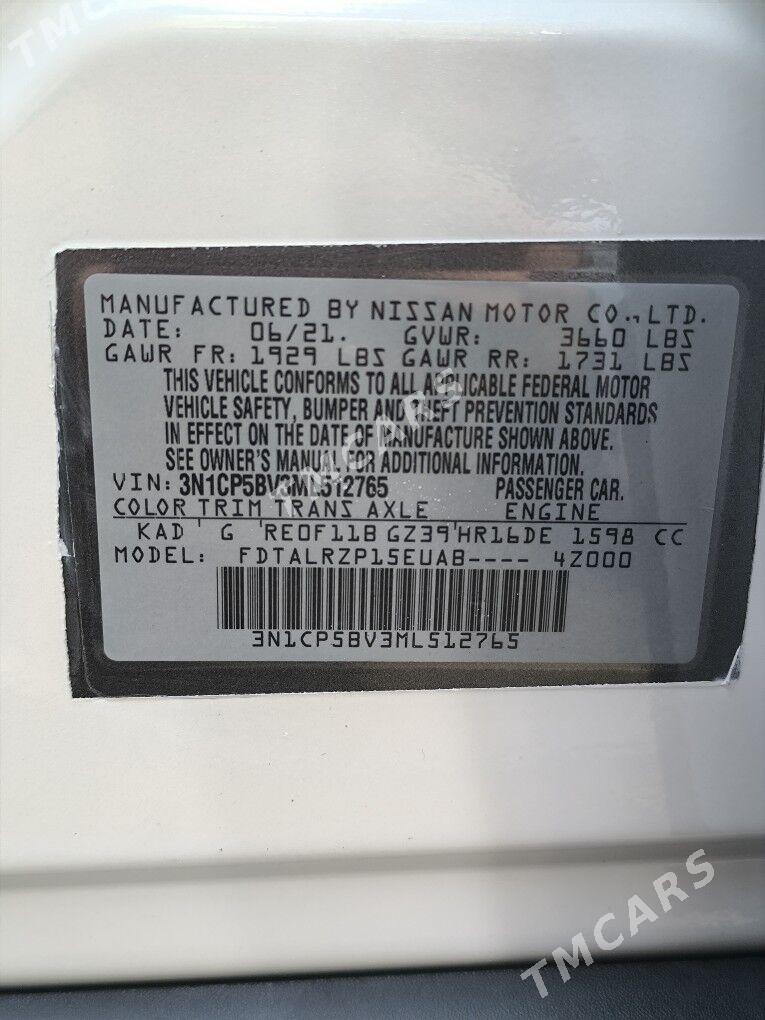 TMCARS
MANUFACTURED BY NISSAN MOTOR CO., LTD.
DATE: 06/21. GVWR: 3660 LBS
GAWR FR: 1929 LBS GAWR RR: 1731 LBS
THIS VEHICLE CONFORMS TO ALL APPLICABLE FEDERAL MOTOR
VEHICLE SAFETY, BUMPER AND THEFT PREVENTION STANDARDS
IN EFFECT ON THE DATE OF MANUFACTURE SHOWN ABOVE.
SEE OWNER'S MANUAL FOR ADDITIONAL INFORMATION.
TMCARS
VIN: 3N1CP5BV3ML512765 PASSENGER CAR.
COLOR TRIM TRANS AXLE ENGINE
KAD G RE0F11B GZ39 HR16DE 1598 CC
MODEL: FDTALRZP15EUAB---- 4Z000
3N1CP5BV3ML512765
TMCARS